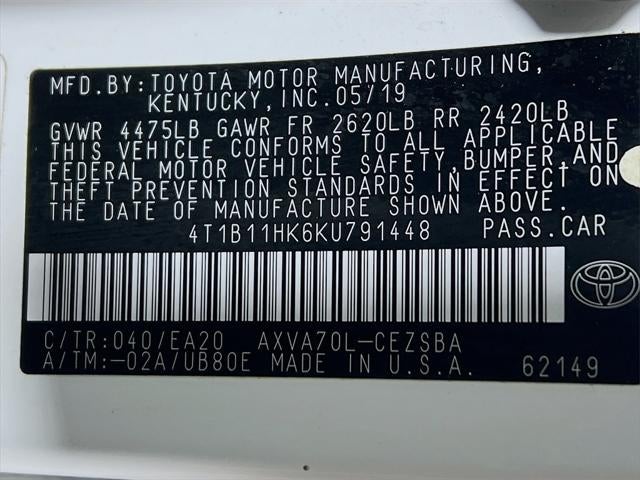 MFD.BY:TOYOTA MOTOR MANUFACTURING,
KENTUCKY,INC.05/19
GVWR 4475LB GAWR FR 2620LB RR 2420LB
THIS VEHICLE CONFORMS TO ALL APPLICABLE
FEDERAL MOTOR VEHICLE SAFETY,BUMPER,AND
THEFT PREVENTION STANDARDS IN EFFECT ON
THE DATE OF MANUFACTURE SHOWN ABOVE.
4T1B11HK6KU791448 PASS.CAR
C/TR:040/EA20 AXVA70L-CEZSBA
A/TM:-02A/UB80E MADE IN U.S.A. 62149